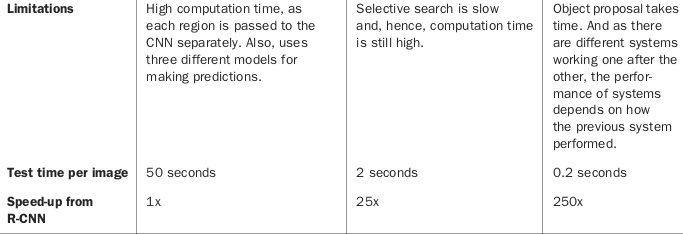 Limitations
High computation time, as
each region is passed to the
CNN separately. Also, uses
three different models for
making predictions.
Selective search is slow
and, hence, computation time
is still high.
Object proposal takes
time. And as there
are different systems
working one after the
other, the perfor-
mance of systems
depends on how
the previous system
performed.
Test time per image
50 seconds
2 seconds
0.2 seconds
Speed-up from
R-CNN
1x
25x
250x